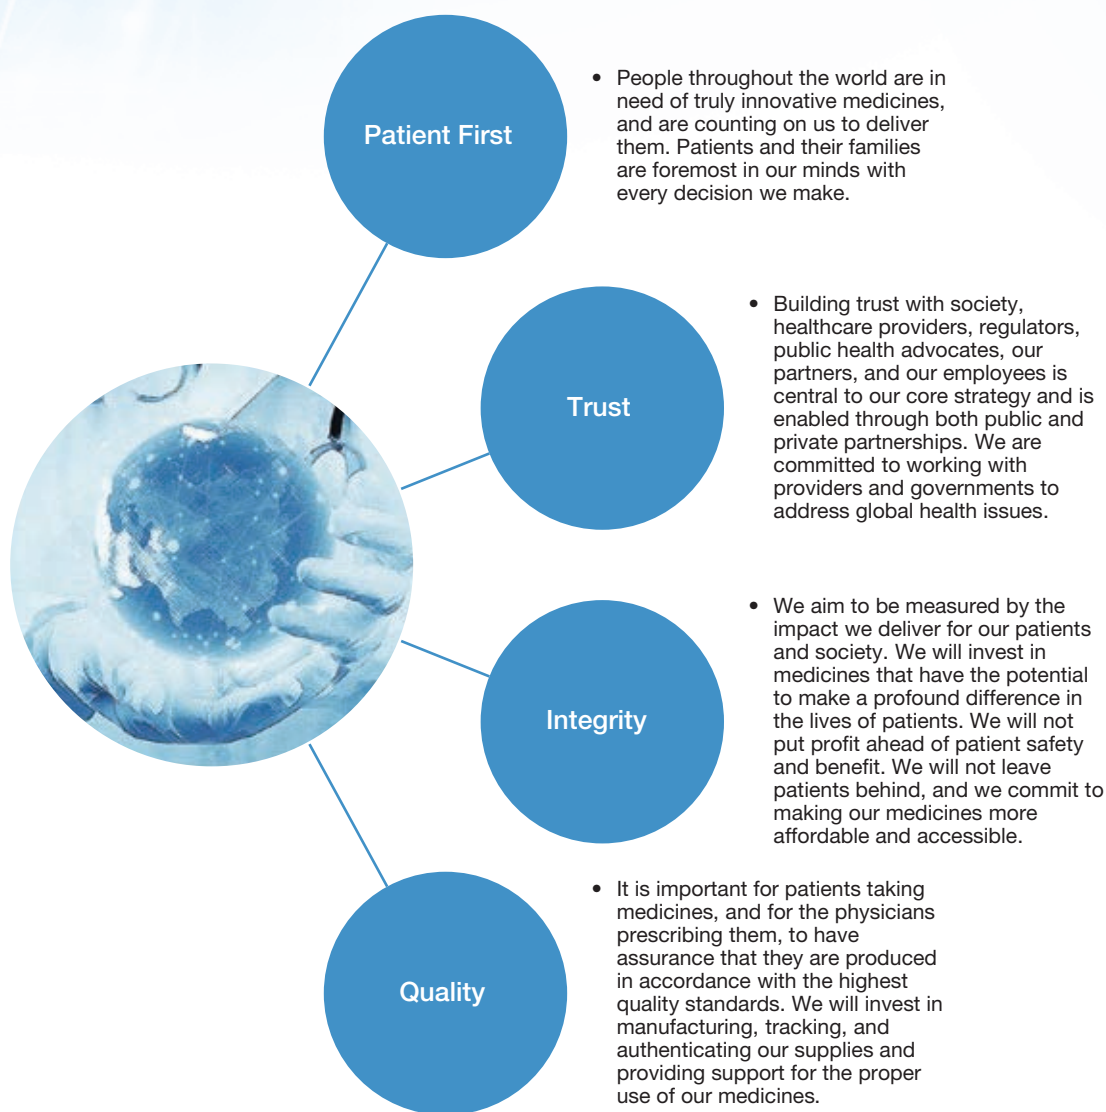 Patient First
• People throughout the world are in
need of truly innovative medicines,
and are counting on us to deliver
them. Patients and their families
are foremost in our minds with
every decision we make.
Trust
• Building trust with society,
healthcare providers, regulators,
public health advocates, our
partners, and our employees is
central to our core strategy and is
enabled through both public and
private partnerships. We are
committed to working with
providers and governments to
address global health issues.
Integrity
• We aim to be measured by the
impact we deliver for our patients
and society. We will invest in
medicines that have the potential
to make a profound difference in
the lives of patients. We will not
put profit ahead of patient safety
and benefit. We will not leave
patients behind, and we commit to
making our medicines more
affordable and accessible.
Quality
• It is important for patients taking
medicines, and for the physicians
prescribing them, to have
assurance that they are produced
in accordance with the highest
quality standards. We will invest in
manufacturing, tracking, and
authenticating our supplies and
providing support for the proper
use of our medicines.